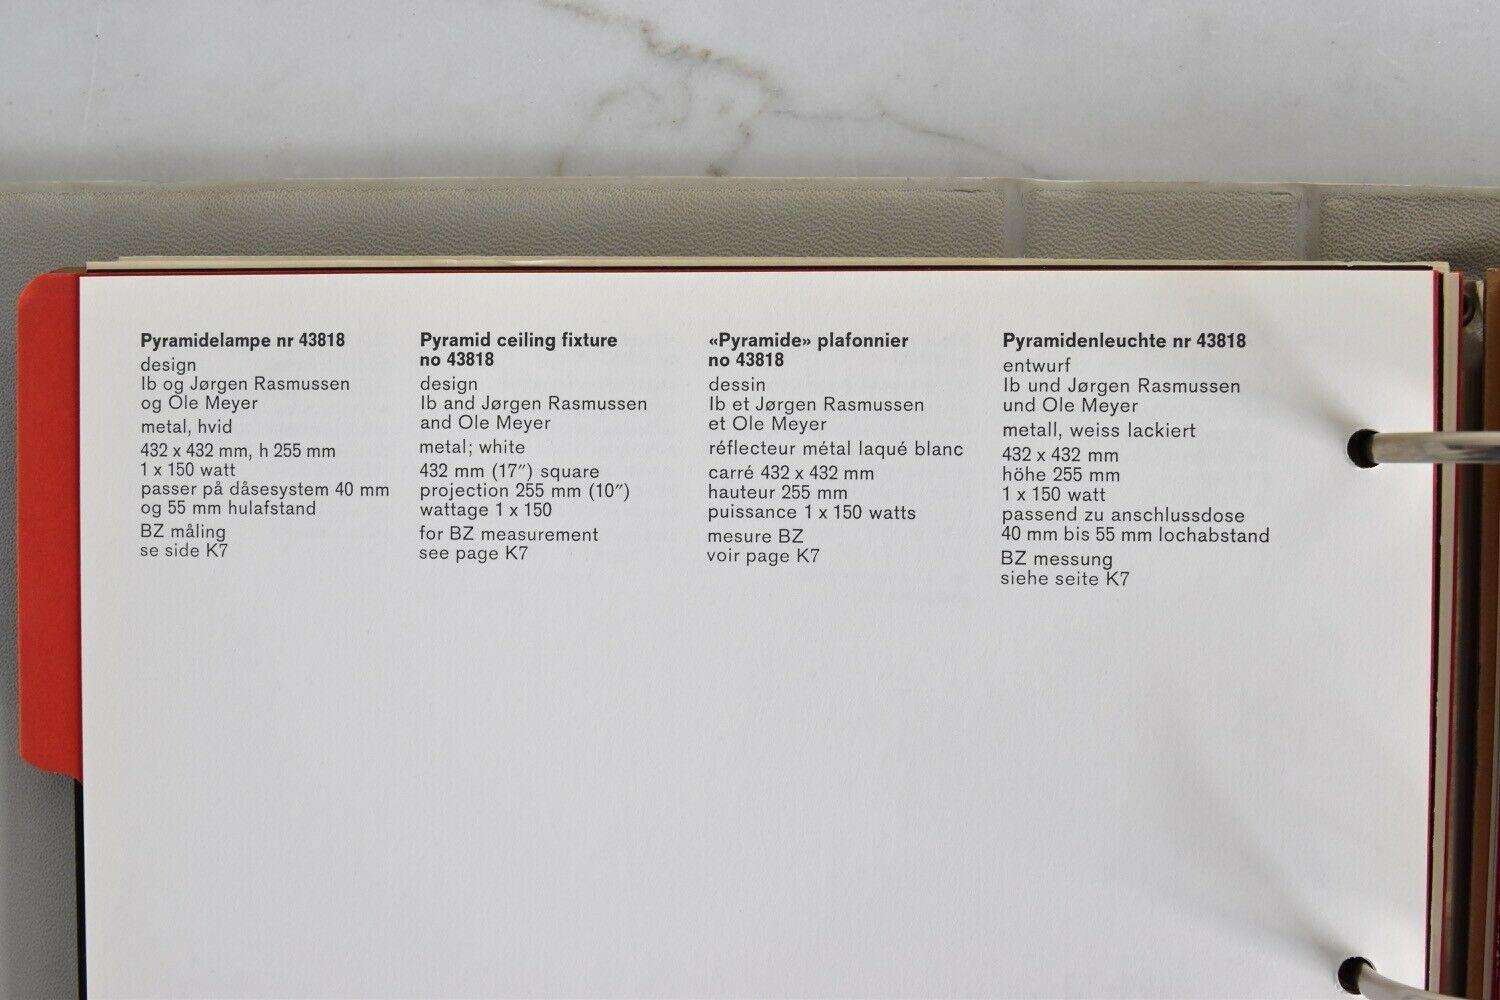 Pyramidelampe nr 43818
design
Ib og Jørgen Rasmussen
og Ole Meyer
metal, hvid
432 x 432 mm, h 255 mm
1 x 150 watt
passer på dåsesystem 40 mm
og 55 mm hulafstand
BZ måling
se side K7
Pyramid ceiling fixture
no 43818
design
Ib and Jørgen Rasmussen
and Ole Meyer
metal; white
432 mm (17″) square
projection 255 mm (10″)
wattage 1 x 150
for BZ measurement
see page K7
«Pyramide» plafonnier
no 43818
dessin
Ib et Jørgen Rasmussen
et Ole Meyer
réflecteur métal laqué blanc
carré 432 x 432 mm
hauteur 255 mm
puissance 1 x 150 watts
mesure BZ
voir page K7
Pyramidenleuchte nr 43818
entwurf
Ib und Jørgen Rasmussen
und Ole Meyer
metall, weiss lackiert
432 x 432 mm
höhe 255 mm
1 x 150 watt
passend zu anschlussdose
40 mm bis 55 mm lochabstand
BZ messung
siehe seite K7